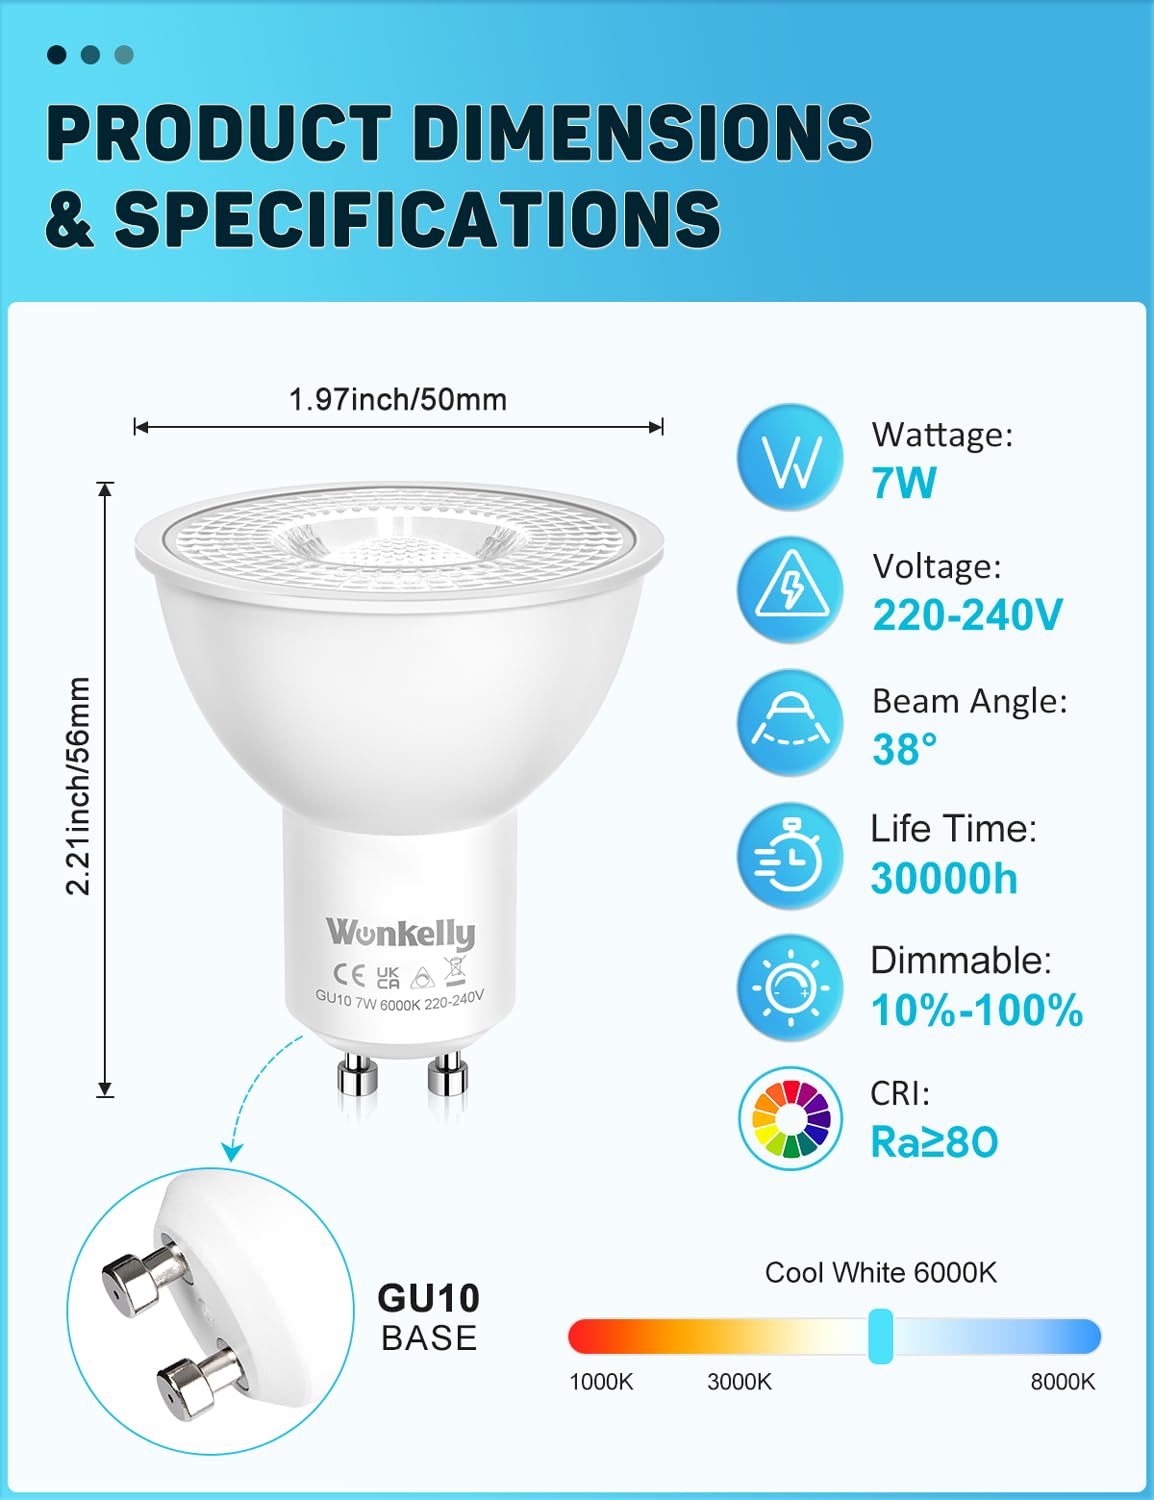 PRODUCT DIMENSIONS
& SPECIFICATIONS
1.97inch/50mm
2.21inch/56mm
Wonkelly
CE UK CA
GU10 7W 6000K 220-240V
GU10
BASE
Wattage:
7W
Voltage:
220-240V
Beam Angle:
38°
Life Time:
30000h
Dimmable:
10%-100%
CRI:
Ra≥80
Cool White 6000K
1000K 3000K 8000K